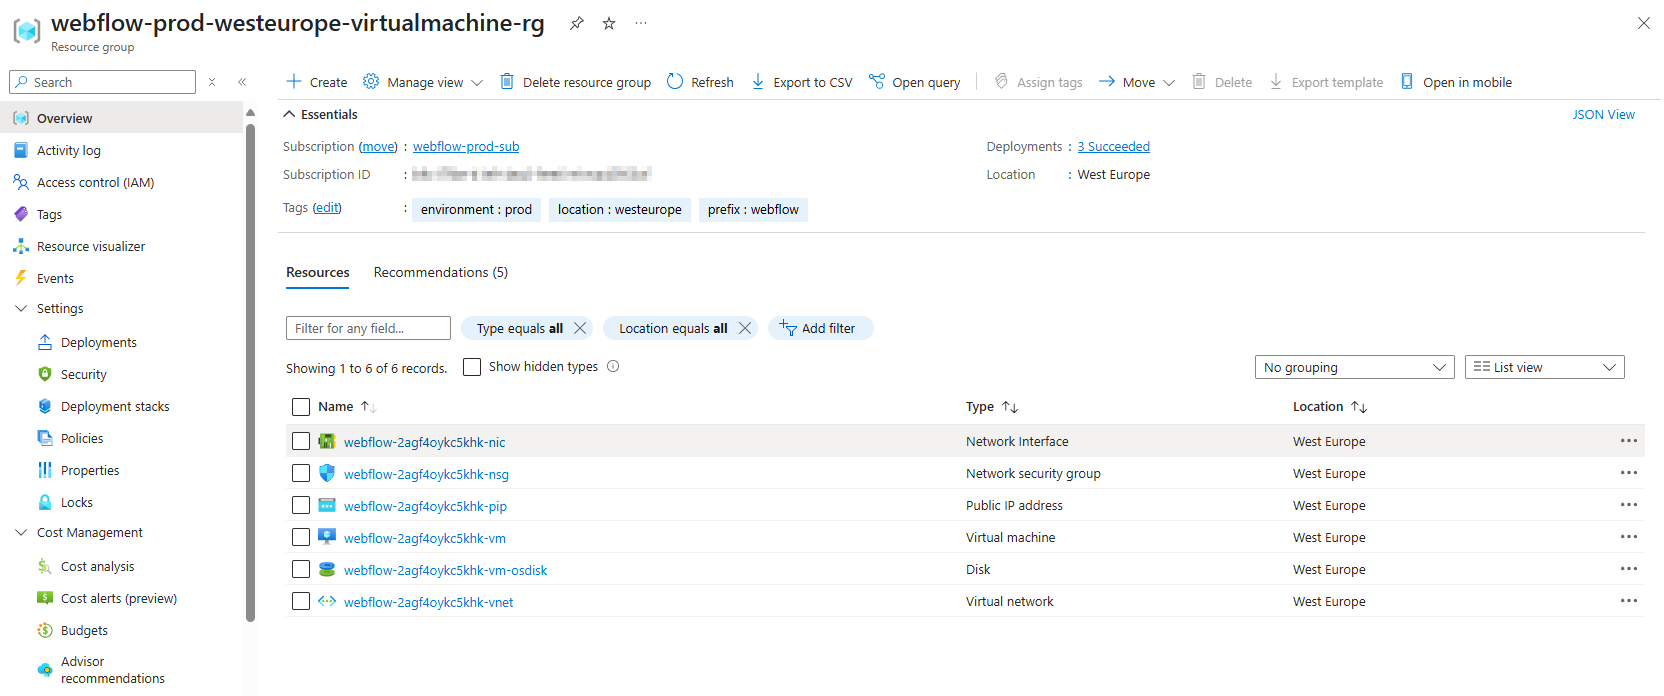 webflow-prod-westeurope-virtualmachine-rg ...
Resource group
Search
Create Manage view Delete resource group Refresh Export to CSV Open query Assign tags Move Delete Export template Open in mobile
Overview
Activity log
Access control (IAM)
Tags
Resource visualizer
Events
Settings
Deployments
Security
Deployment stacks
Policies
Properties
Locks
Cost Management
Cost analysis
Cost alerts (preview)
Budgets
Advisor
recommendations
Essentials JSON View
Subscription (move) : webflow-prod-sub
Subscription ID :
Tags (edit) : environment : prod location : westeurope prefix : webflow
Deployments : 3 Succeeded
Location : West Europe
Resources Recommendations (5)
Filter for any field... Type equals all Location equals all Add filter
Showing 1 to 6 of 6 records. Show hidden types No grouping List view
Name Type Location
webflow-2agf4oykc5khk-nic Network Interface West Europe
webflow-2agf4oykc5khk-nsg Network security group West Europe
webflow-2agf4oykc5khk-pip Public IP address West Europe
webflow-2agf4oykc5khk-vm Virtual machine West Europe
webflow-2agf4oykc5khk-vm-osdisk Disk West Europe
webflow-2agf4oykc5khk-vnet Virtual network West Europe